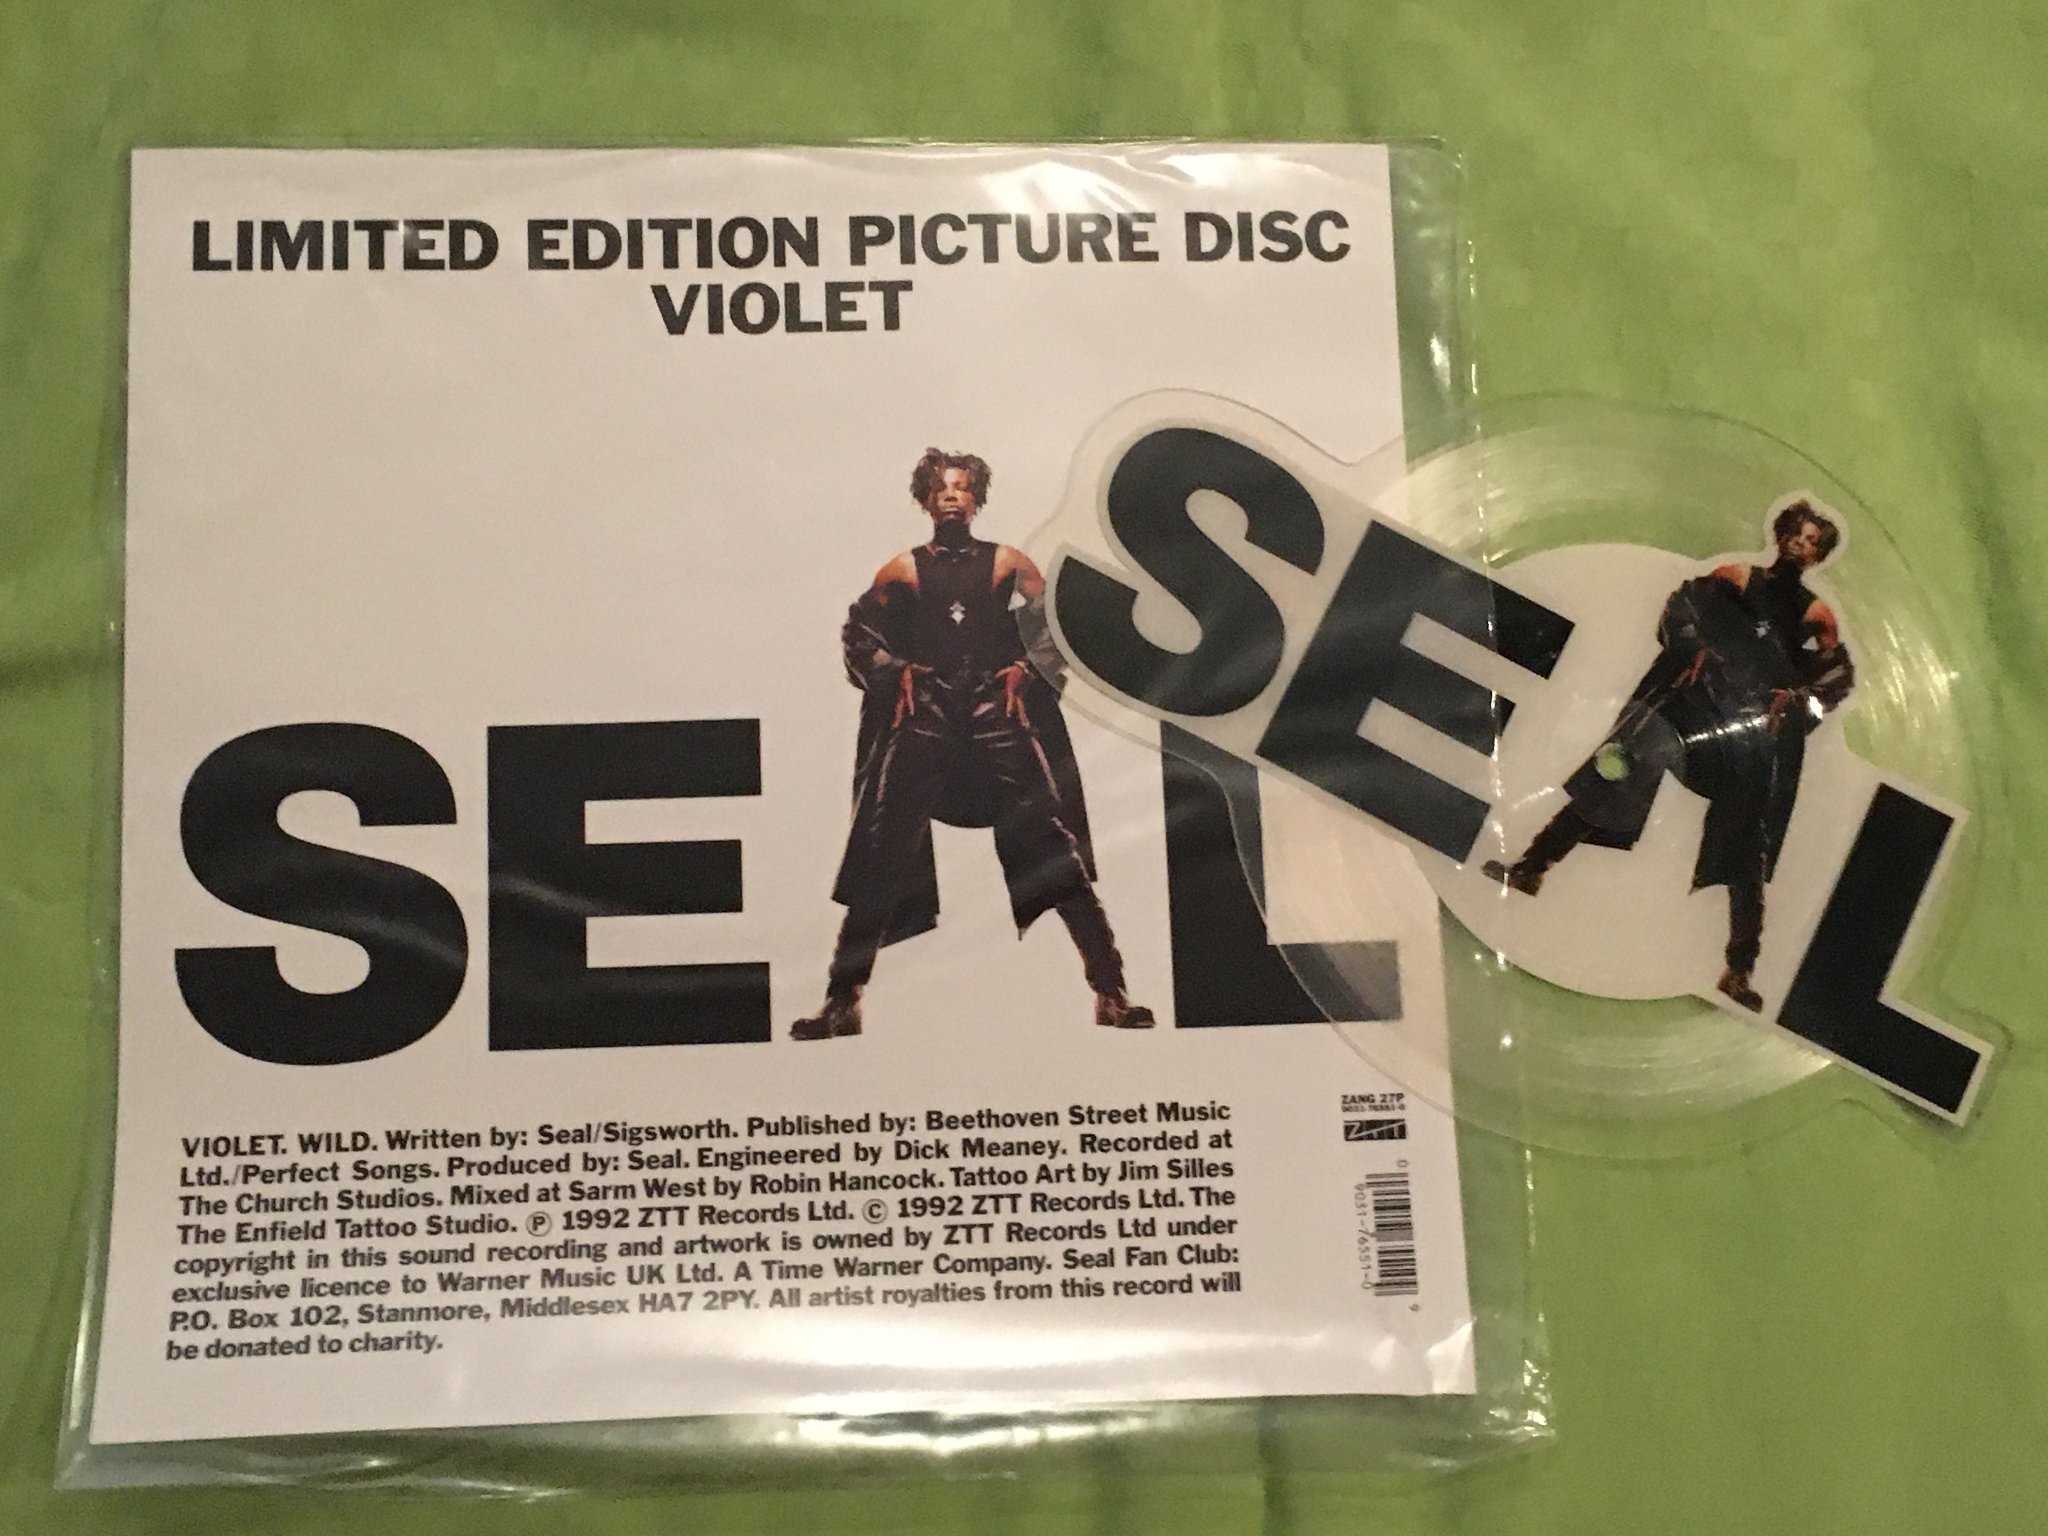 LIMITED EDITION PICTURE DISC
VIOLET
SEAL
SEAL
VIOLET. WILD. Written by: Seal/Sigsworth. Published by: Beethoven Street Music
Ltd./Perfect Songs. Produced by: Seal. Engineered by Dick Meaney. Recorded at
The Church Studios. Mixed at Sarm West by Robin Hancock. Tattoo Art by Jim Silles
The Enfield Tattoo Studio. ℗ 1992 ZTT Records Ltd. © 1992 ZTT Records Ltd. The
copyright in this sound recording and artwork is owned by ZTT Records Ltd under
exclusive licence to Warner Music UK Ltd. A Time Warner Company. Seal Fan Club:
P.O. Box 102, Stanmore, Middlesex HA7 2PY. All artist royalties from this record will
be donated to charity.
ZANG 27P
ZTT